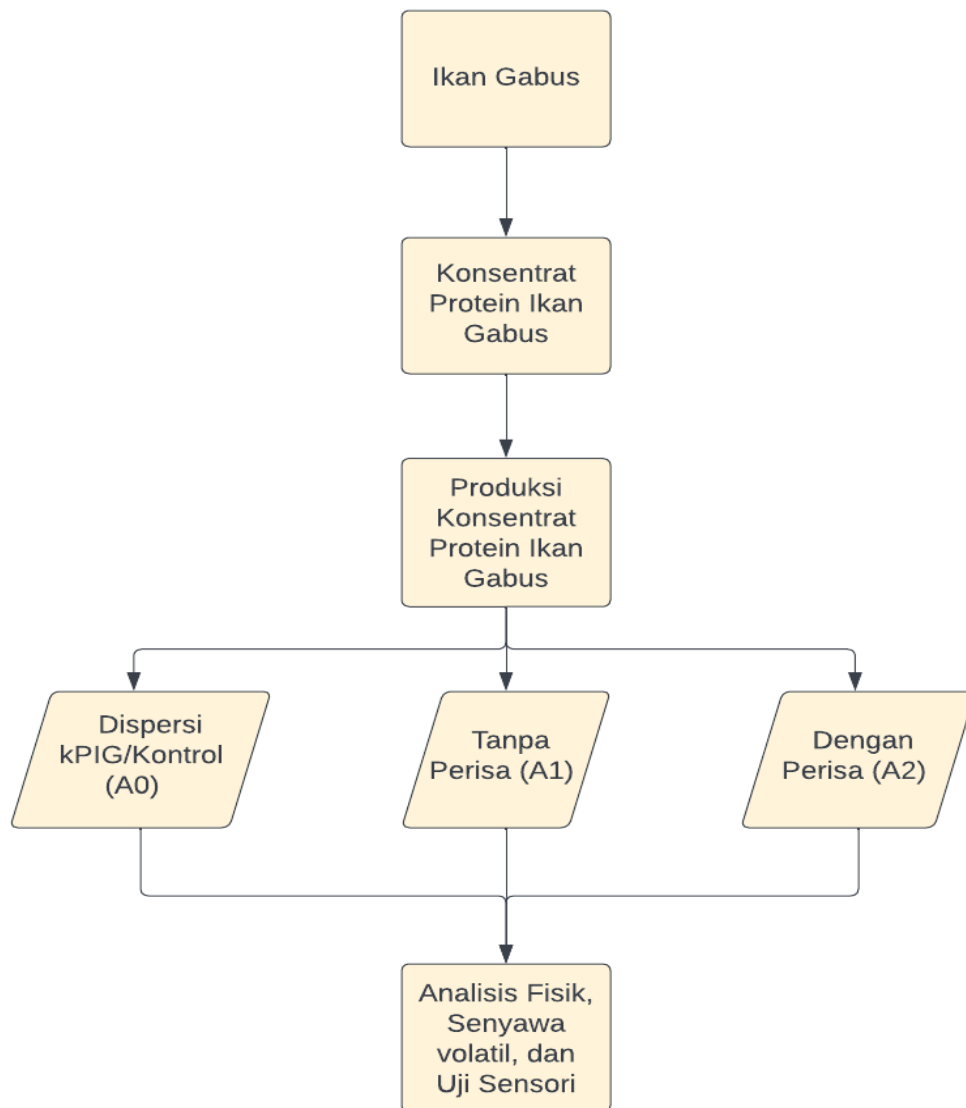 Ikan Gabus
Konsentrat
Protein Ikan
Gabus
Produksi
Konsentrat
Protein Ikan
Gabus
Dispersi
kPIG/Kontrol
(A0)
Tanpa
Perisa (A1)
Dengan
Perisa (A2)
Analisis Fisik,
Senyawa
volatil, dan
Uji Sensori